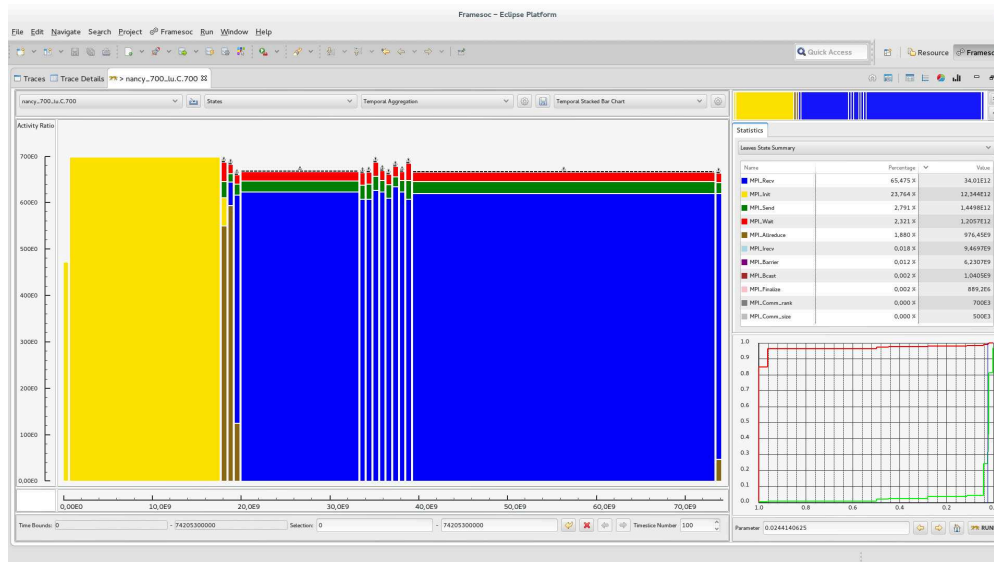 Framesoc – Eclipse Platform
File Edit Navigate Search Project Framesoc Run Window Help
Quick Access
Resource
Framesoc
Traces
Trace Details
> nancy_700_lu.C.700
nancy_700_lu.C.700
States
Temporal Aggregation
Temporal Stacked Bar Chart
Activity Ratio
700E0
600E0
500E0
400E0
300E0
200E0
100E0
0,00E0
0,00E0 10,0E9 20,0E9 30,0E9 40,0E9 50,0E9 60,0E9 70,0E9
Time Bounds: 0 - 74205300000 Selection: 0 - 74205300000 Timeslice Number 100
Statistics
Leaves State Summary
Name Percentage Value
MPI_Recv 65,475 % 34,01E12
MPI_Init 23,764 % 12,344E12
MPI_Send 2,791 % 1,4498E12
MPI_Wait 2,321 % 1,2057E12
MPI_Allreduce 1,880 % 976,45E9
MPI_Irecv 0,018 % 9,4697E9
MPI_Barrier 0,012 % 6,2307E9
MPI_Bcast 0,002 % 1,0405E9
MPI_Finalize 0,002 % 889,2E6
MPI_Comm_rank 0,000 % 700E3
MPI_Comm_size 0,000 % 500E3
1.0
0.9
0.8
0.7
0.6
0.5
0.4
0.3
0.2
0.1
0.0
1.0 0.8 0.6 0.4 0.2
Parameter 0.0244140625 RUN